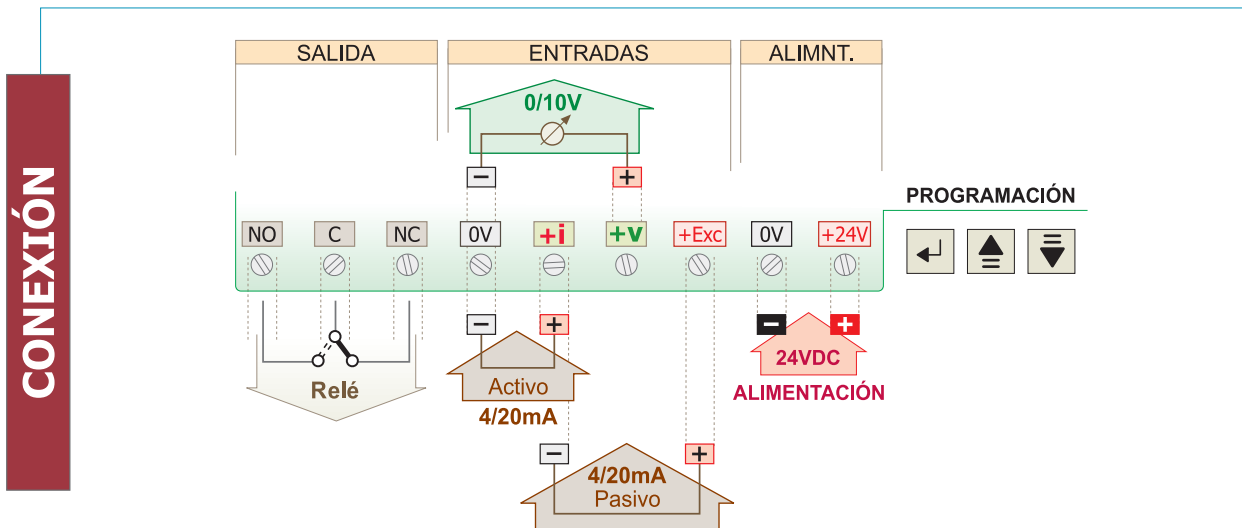 CONEXIÓN
SALIDA ENTRADAS ALIMNT.
0/10V
− +
PROGRAMACIÓN
NO C NC 0V +i +v +Exc 0V +24V
− + − +
Relé
Activo
4/20mA
24VDC
ALIMENTACIÓN
− +
4/20mA
Pasivo